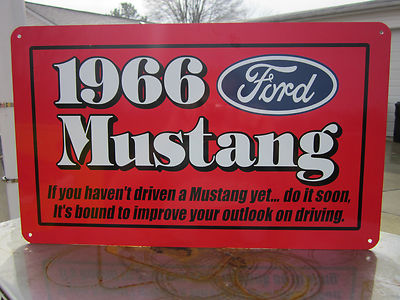 1966 Ford
Mustang
If you haven't driven a Mustang yet... do it soon,
It's bound to improve your outlook on driving.